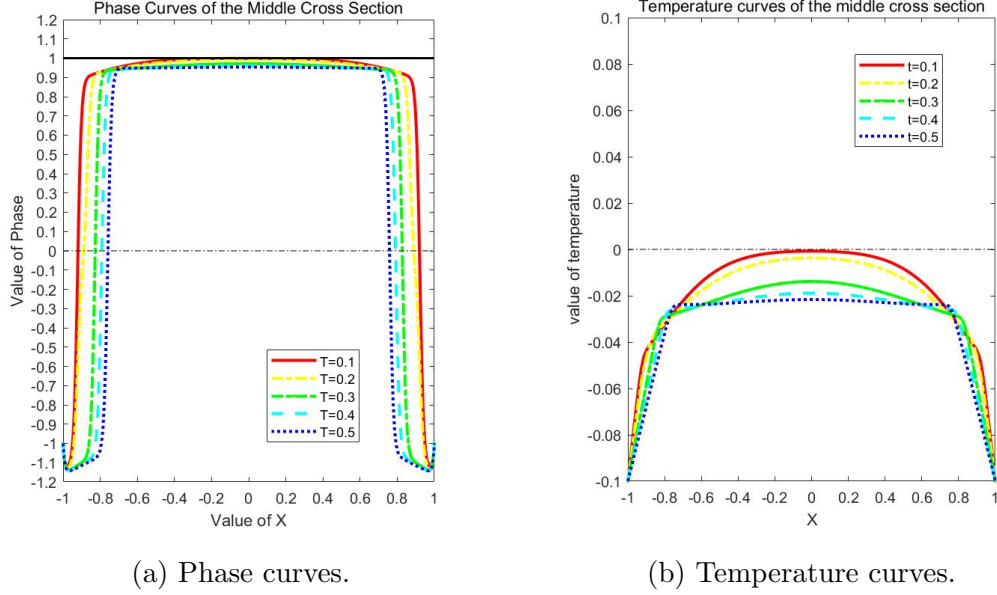 Phase Curves of the Middle Cross Section
1.2
1.1
1
0.9
0.8
0.7
0.6
0.5
0.4
0.3
0.2
0.1
0
-0.1
-0.2
-0.3
-0.4
-0.5
-0.6
-0.7
-0.8
-0.9
-1
-1.1
-1.2
Value of Phase
T=0.1
T=0.2
T=0.3
T=0.4
T=0.5
-1 -0.8 -0.6 -0.4 -0.2 0 0.2 0.4 0.6 0.8 1
Value of X
(a) Phase curves.
Temperature curves of the middle cross section
0.1
0.08
0.06
0.04
0.02
0
-0.02
-0.04
-0.06
-0.08
-0.1
value of temperature
t=0.1
t=0.2
t=0.3
t=0.4
t=0.5
-1 -0.8 -0.6 -0.4 -0.2 0 0.2 0.4 0.6 0.8 1
X
(b) Temperature curves.